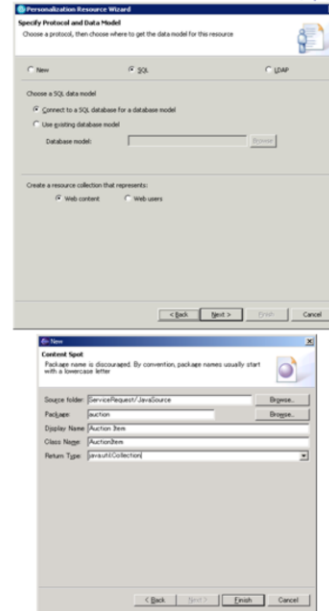 Personalization Resource Wizard
Specify Protocol and Data Model
Choose a protocol, then choose where to get the data model for this resource
New SQL LDAP
Choose a SQL data model
Connect to a SQL database for a database model
Use existing database model
Database model: Browse
Create a resource collection that represents:
Web content Web users
< Back Next > Finish Cancel
New
Content Spot
Package name is discouraged. By convention, package names usually start
with a lowercase letter
Source folder: ServiceRequest/JavaSource Browse..
Package: auction Browse..
Display Name Auction Item
Class Name: AuctionItem
Return Type: java.util.Collection
< Back Next > Finish Cancel